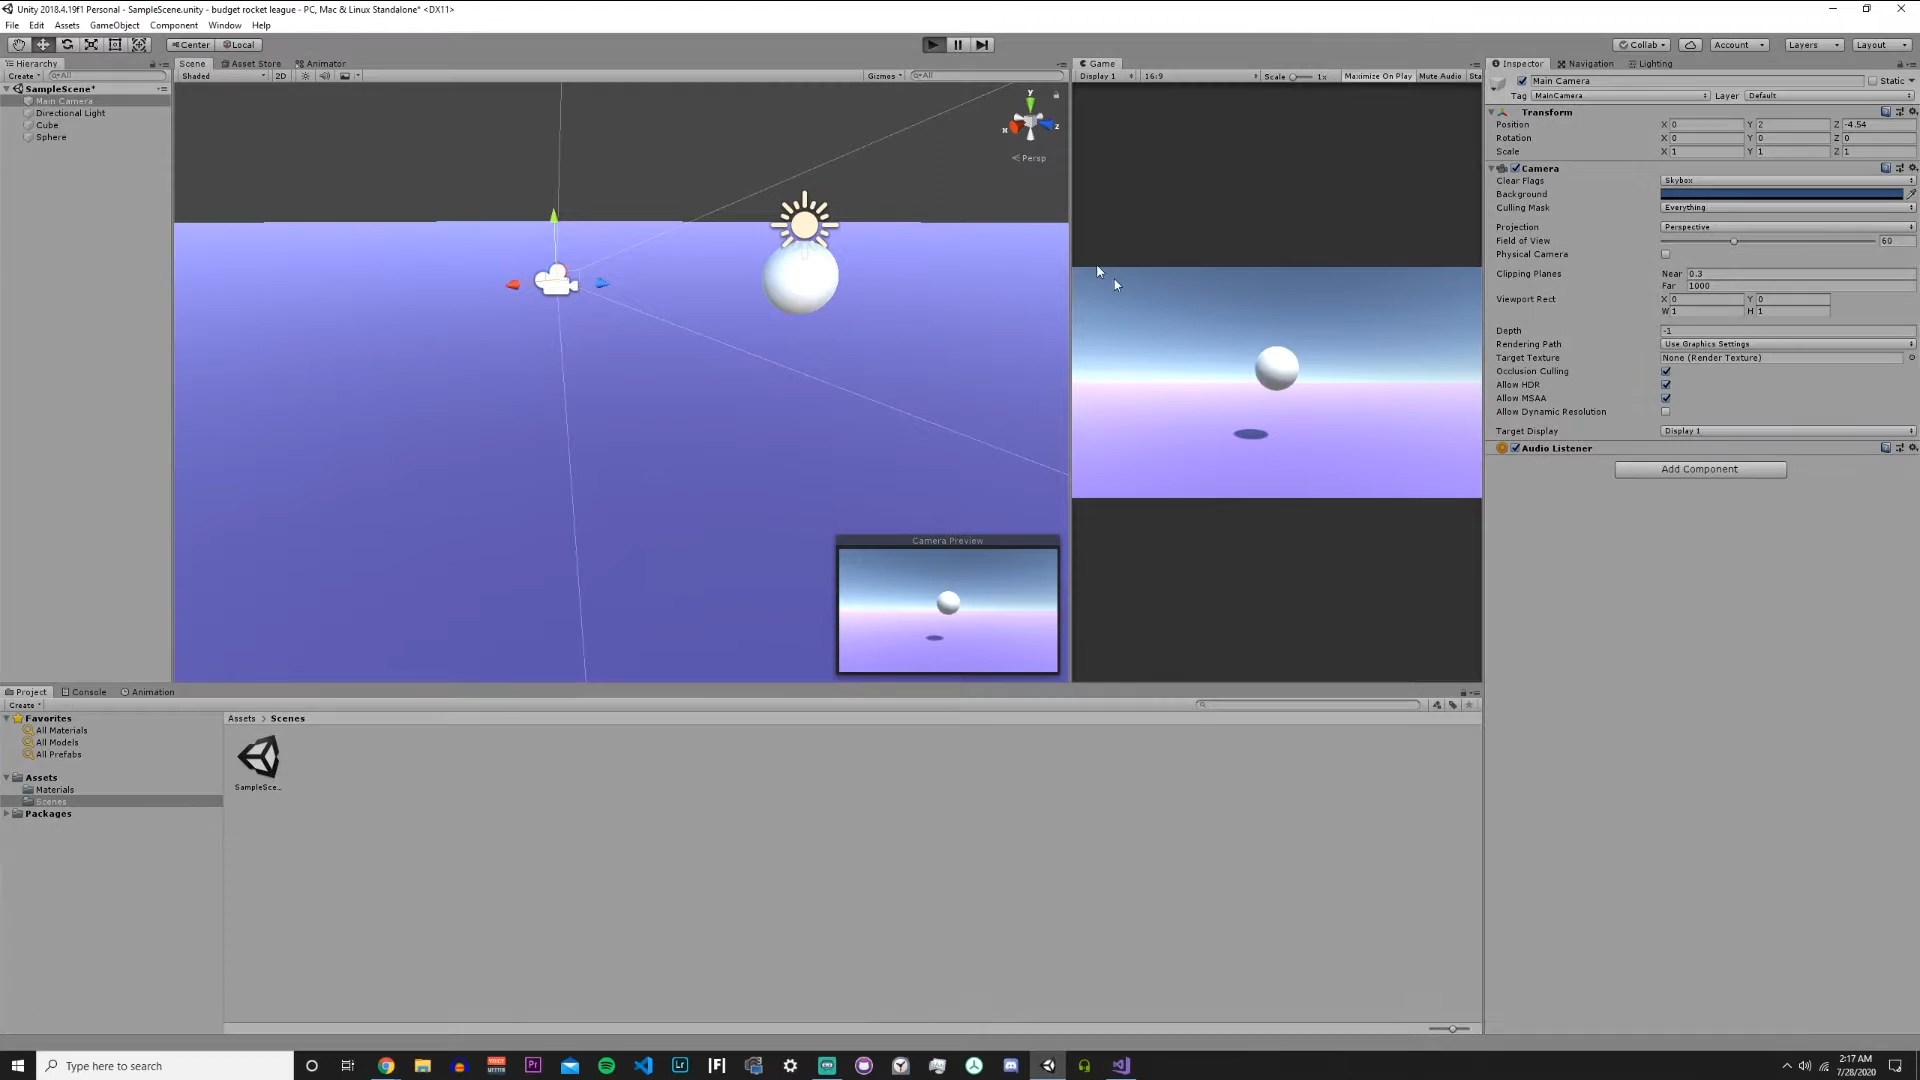 Unity 2018.4.19f1 Personal - SampleScene.unity - budget rocket league - PC, Mac & Linux Standalone* <DX11>
File Edit Assets GameObject Component Window Help
Center Local
Collab Account Layers Layout
Hierarchy
Create All
SampleScene*
Main Camera
Directional Light
Cube
Sphere
Scene Asset Store Animator
Shaded 2D Gizmos All
y
x z
Persp
Camera Preview
Game
Display 1 16:9 Scale 1x Maximize On Play Mute Audio Sta
Inspector Navigation Lighting
Main Camera Static
Tag MainCamera Layer Default
Transform
Position X 0 Y 2 Z -4.54
Rotation X 0 Y 0 Z 0
Scale X 1 Y 1 Z 1
Camera
Clear Flags Skybox
Background
Culling Mask Everything
Projection Perspective
Field of View 60
Physical Camera
Clipping Planes Near 0.3
Far 1000
Viewport Rect X 0 Y 0
W 1 H 1
Depth -1
Rendering Path Use Graphics Settings
Target Texture None (Render Texture)
Occlusion Culling
Allow HDR
Allow MSAA
Allow Dynamic Resolution
Target Display Display 1
Audio Listener
Add Component
Project Console Animation
Create
Favorites
All Materials
All Models
All Prefabs
Assets
Materials
Scenes
Packages
Assets > Scenes
SampleSce...
Type here to search
Pr
Lr
2:17 AM
7/28/2020